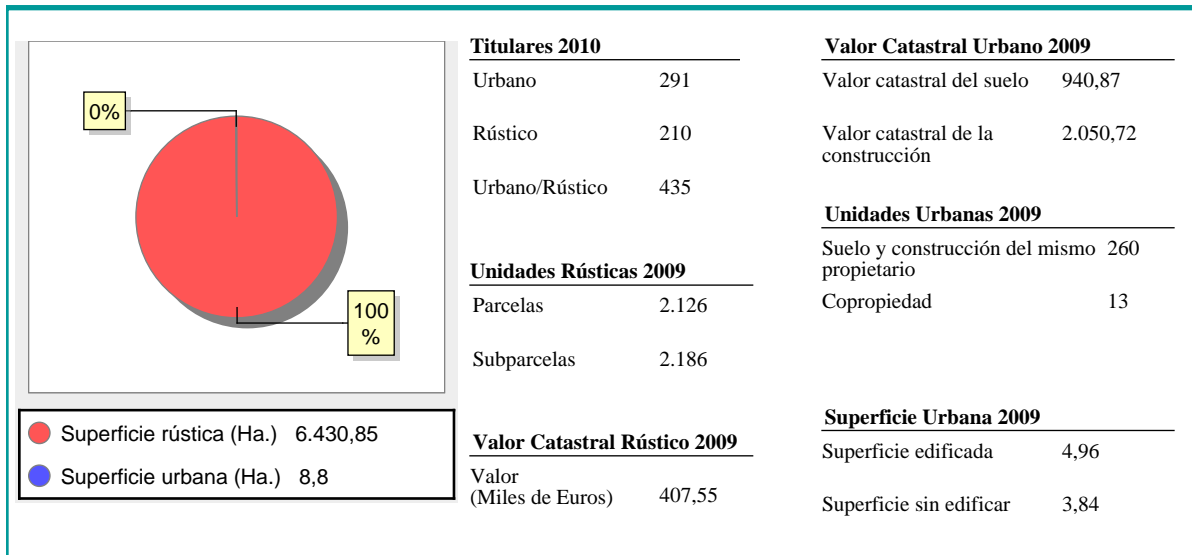 0%
100
%
Superficie rústica (Ha.) 6.430,85
Superficie urbana (Ha.) 8,8
Titulares 2010
Urbano 291
Rústico 210
Urbano/Rústico 435
Unidades Rústicas 2009
Parcelas 2.126
Subparcelas 2.186
Valor Catastral Rústico 2009
Valor
(Miles de Euros) 407,55
Valor Catastral Urbano 2009
Valor catastral del suelo 940,87
Valor catastral de la 2.050,72
construcción
Unidades Urbanas 2009
Suelo y construcción del mismo 260
propietario
Copropiedad 13
Superficie Urbana 2009
Superficie edificada 4,96
Superficie sin edificar 3,84